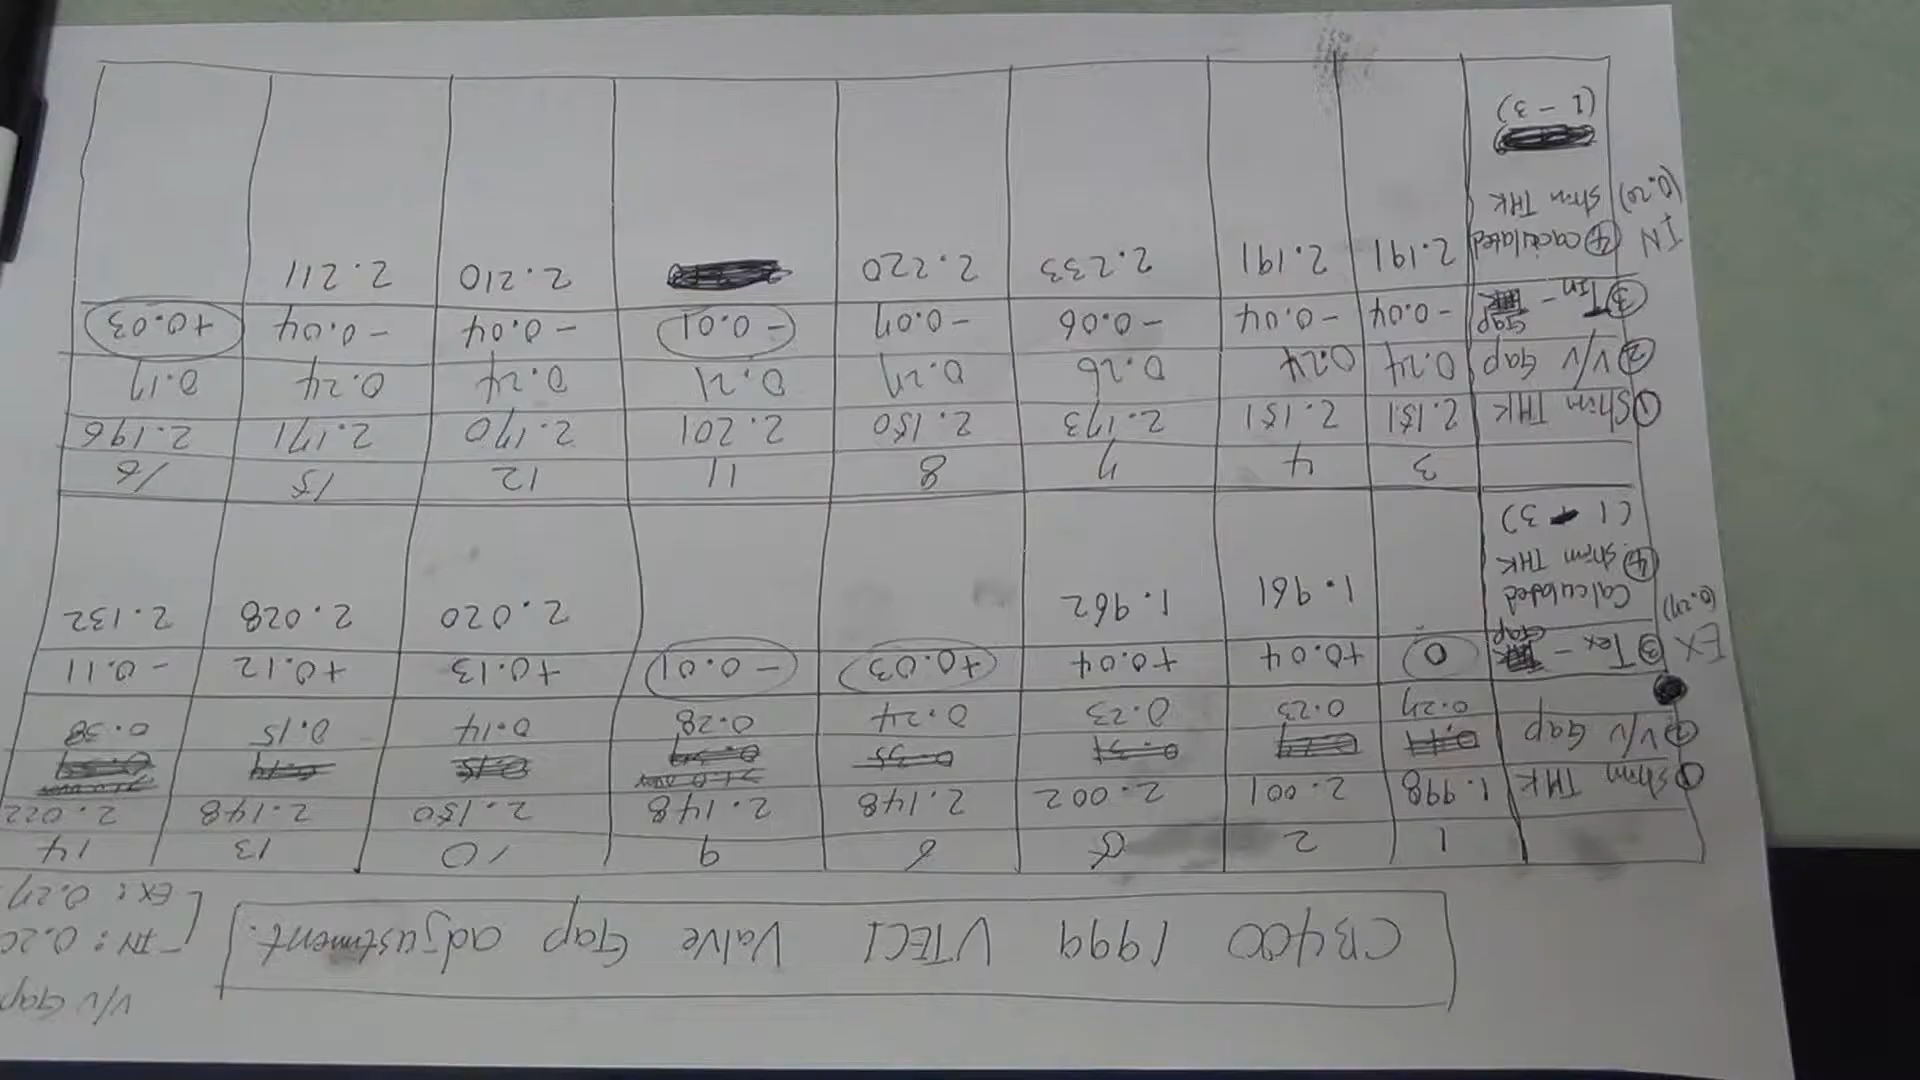 V/V Gap
CB400 1999 VTEC1 Valve Gap adjustment.
IN: 0.20
EX: 0.27
1 2 5 6 9 10 13 14
① Shim THK 1.998 2.001 2.002 2.148 2.148 2.150 2.148 2.022
② V/V Gap 0.27 0.23 0.23 0.24 0.28 0.14 0.15 0.38
EX (0.27)
③ Tex - Gap 0 +0.04 +0.04 +0.03 -0.01 +0.13 +0.12 -0.11
Calculated 1.961 1.962 2.020 2.028 2.132
④ Shim THK
(1 - 3)
3 4 7 8 11 12 15 16
① Shim THK 2.151 2.151 2.173 2.150 2.201 2.170 2.171 2.196
② V/V Gap 0.24 0.24 0.26 0.27 0.21 0.24 0.24 0.17
③ TIN - Gap -0.04 -0.04 -0.06 -0.07 -0.01 -0.04 -0.04 +0.03
IN (0.20)
④ Caculated 2.191 2.191 2.233 2.220 2.210 2.211
Shim THK
(1 - 3)